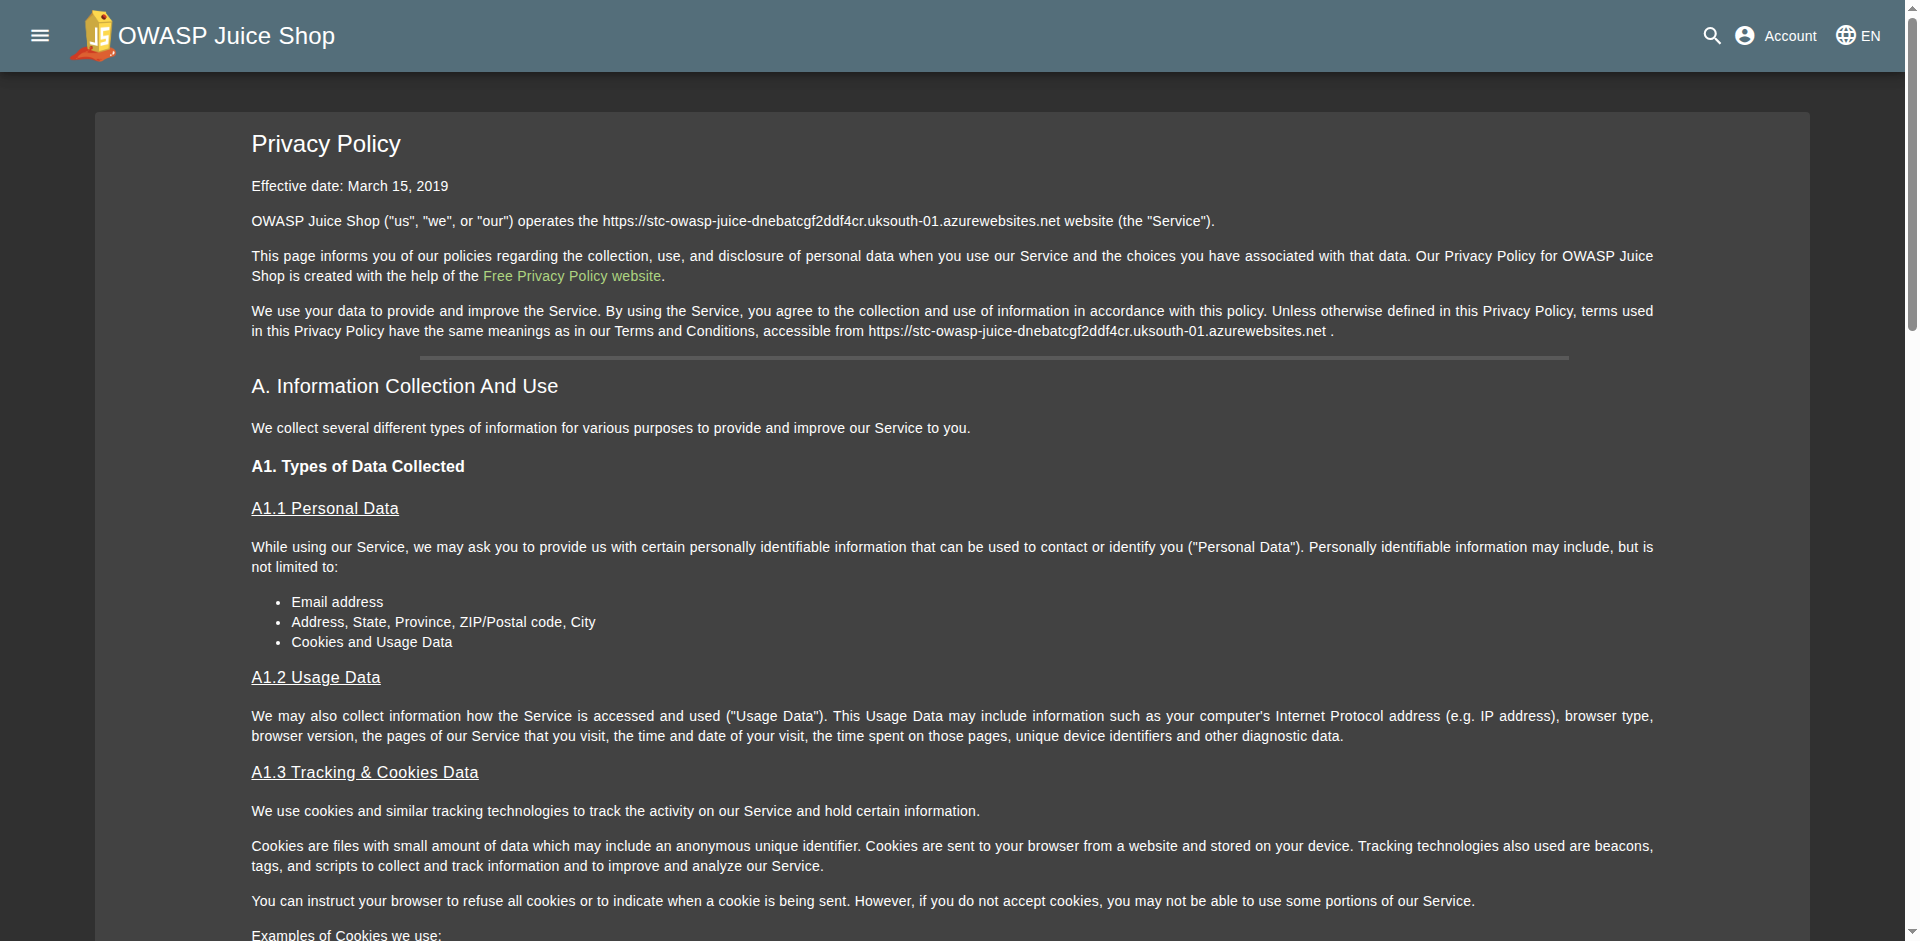 OWASP Juice Shop
Account
EN
Privacy Policy
Effective date: March 15, 2019
OWASP Juice Shop ("us", "we", or "our") operates the https://stc-owasp-juice-dnebatcgf2ddf4cr.uksouth-01.azurewebsites.net website (the "Service").
This page informs you of our policies regarding the collection, use, and disclosure of personal data when you use our Service and the choices you have associated with that data. Our Privacy Policy for OWASP Juice
Shop is created with the help of the Free Privacy Policy website.
We use your data to provide and improve the Service. By using the Service, you agree to the collection and use of information in accordance with this policy. Unless otherwise defined in this Privacy Policy, terms used
in this Privacy Policy have the same meanings as in our Terms and Conditions, accessible from https://stc-owasp-juice-dnebatcgf2ddf4cr.uksouth-01.azurewebsites.net .
A. Information Collection And Use
We collect several different types of information for various purposes to provide and improve our Service to you.
A1. Types of Data Collected
A1.1 Personal Data
While using our Service, we may ask you to provide us with certain personally identifiable information that can be used to contact or identify you ("Personal Data"). Personally identifiable information may include, but is
not limited to:
• Email address
• Address, State, Province, ZIP/Postal code, City
• Cookies and Usage Data
A1.2 Usage Data
We may also collect information how the Service is accessed and used ("Usage Data"). This Usage Data may include information such as your computer's Internet Protocol address (e.g. IP address), browser type,
browser version, the pages of our Service that you visit, the time and date of your visit, the time spent on those pages, unique device identifiers and other diagnostic data.
A1.3 Tracking & Cookies Data
We use cookies and similar tracking technologies to track the activity on our Service and hold certain information.
Cookies are files with small amount of data which may include an anonymous unique identifier. Cookies are sent to your browser from a website and stored on your device. Tracking technologies also used are beacons,
tags, and scripts to collect and track information and to improve and analyze our Service.
You can instruct your browser to refuse all cookies or to indicate when a cookie is being sent. However, if you do not accept cookies, you may not be able to use some portions of our Service.
Examples of Cookies we use: